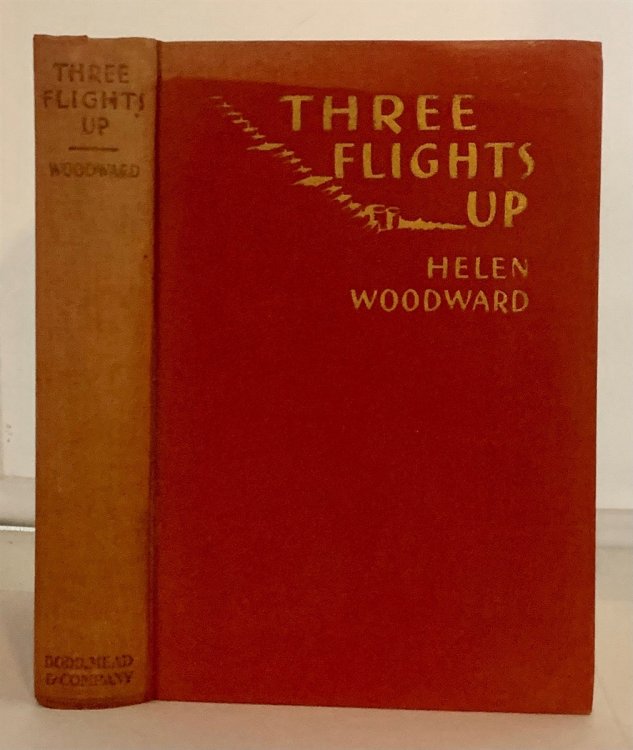 THREE
FLIGHTS
UP
WOODWARD
DODD, MEAD
& COMPANY
THREE
FLIGHTS
UP
HELEN
WOODWARD